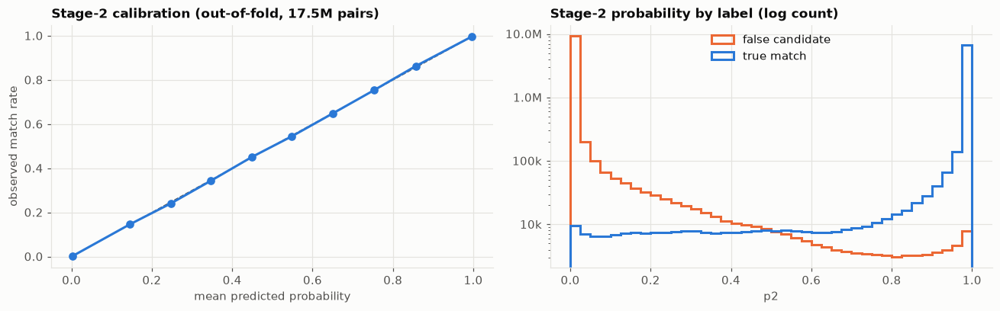 Stage-2 calibration (out-of-fold, 17.5M pairs)
observed match rate
1.0
0.8
0.6
0.4
0.2
0.0
0.0 0.2 0.4 0.6 0.8 1.0
mean predicted probability
Stage-2 probability by label (log count)
false candidate
true match
10.0M
1.0M
100k
10k
0.0 0.2 0.4 0.6 0.8 1.0
p2